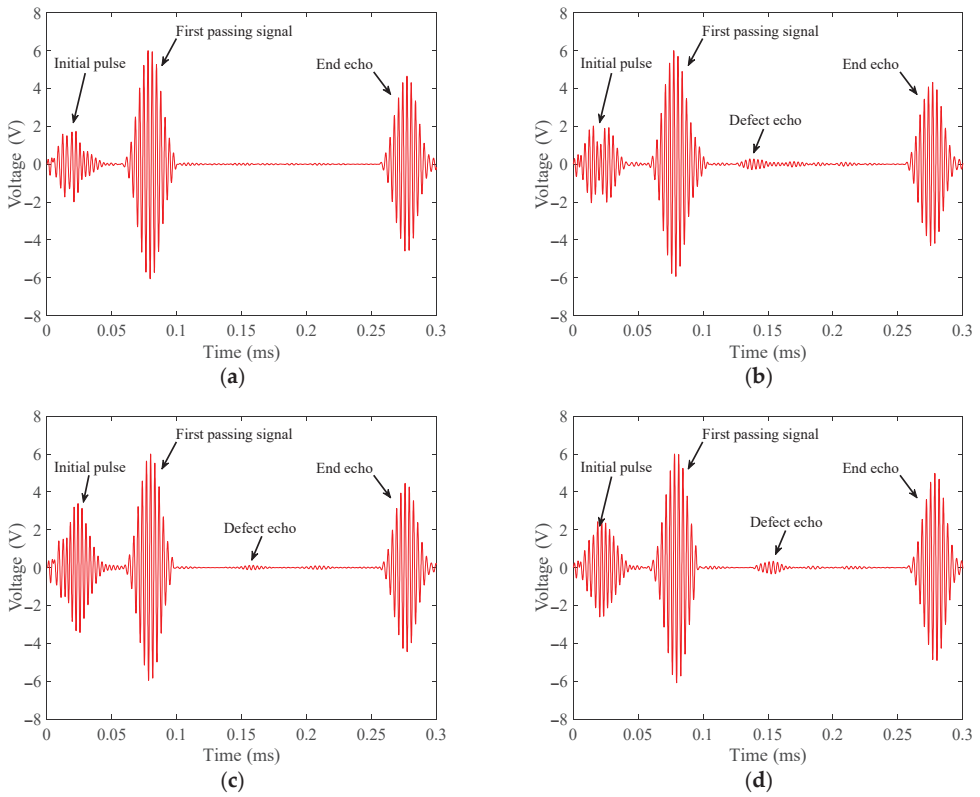 First passing signal
Initial pulse
End echo
Voltage (V)
8
6
4
2
0
−2
−4
−6
−8
0
0.05
0.1
0.15
0.2
0.25
0.3
Time (ms)
(a)
First passing signal
Initial pulse
End echo
Defect echo
Voltage (V)
8
6
4
2
0
−2
−4
−6
−8
0
0.05
0.1
0.15
0.2
0.25
0.3
Time (ms)
(b)
First passing signal
Initial pulse
End echo
Defect echo
Voltage (V)
8
6
4
2
0
−2
−4
−6
−8
0
0.05
0.1
0.15
0.2
0.25
0.3
Time (ms)
(c)
First passing signal
Initial pulse
End echo
Defect echo
Voltage (V)
8
6
4
2
0
−2
−4
−6
−8
0
0.05
0.1
0.15
0.2
0.25
0.3
Time (ms)
(d)